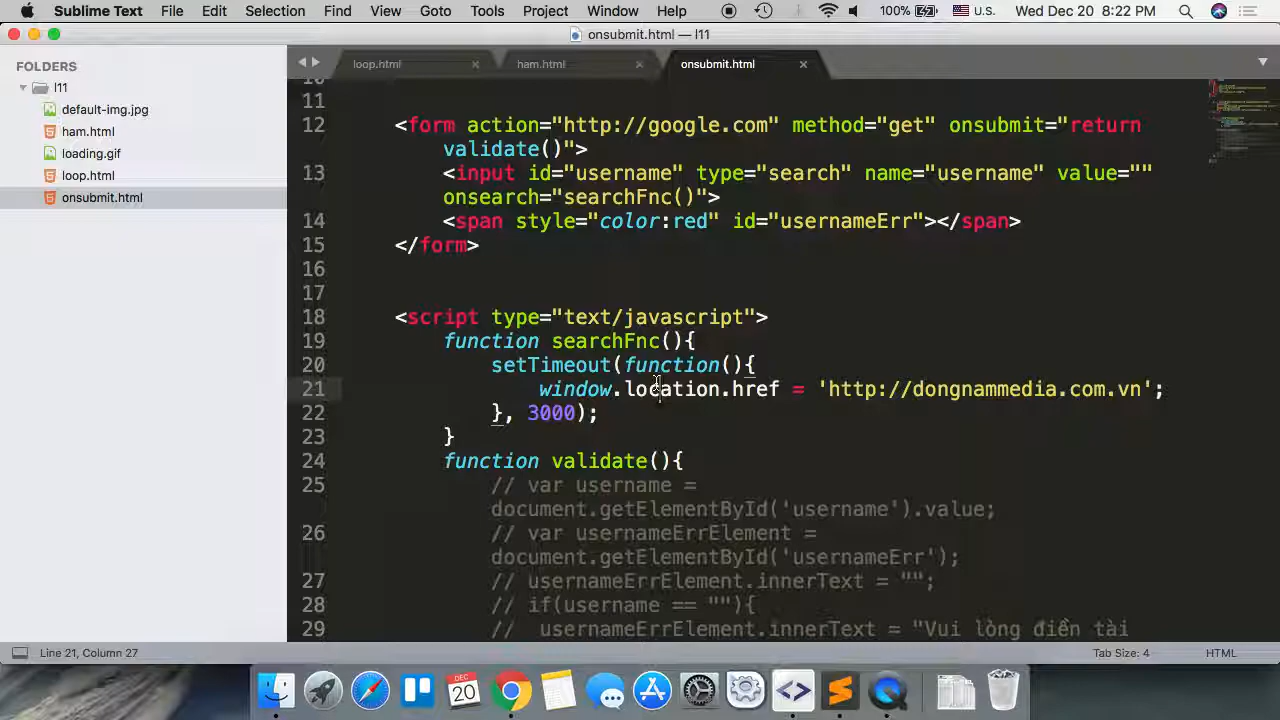 Sublime Text File Edit Selection Find View Goto Tools Project Window Help 100% U.S. Wed Dec 20 8:22 PM
onsubmit.html — l11
FOLDERS
l11
default-img.jpg
ham.html
loading.gif
loop.html
onsubmit.html
loop.html ham.html onsubmit.html
11
12 <form action="http://google.com" method="get" onsubmit="return
validate()">
13 <input id="username" type="search" name="username" value=""
onsearch="searchFnc()">
14 <span style="color:red" id="usernameErr"></span>
15 </form>
16
17
18 <script type="text/javascript">
19 function searchFnc(){
20 setTimeout(function(){
21 window.location.href = 'http://dongnammedia.com.vn';
22 }, 3000);
23 }
24 function validate(){
25 // var username =
document.getElementById('username').value;
26 // var usernameErrElement =
document.getElementById('usernameErr');
27 // usernameErrElement.innerText = "";
28 // if(username == ""){
29 // usernameErrElement.innerText = "Vui lòng điền tài
Line 21, Column 27 Tab Size: 4 HTML
DEC
20